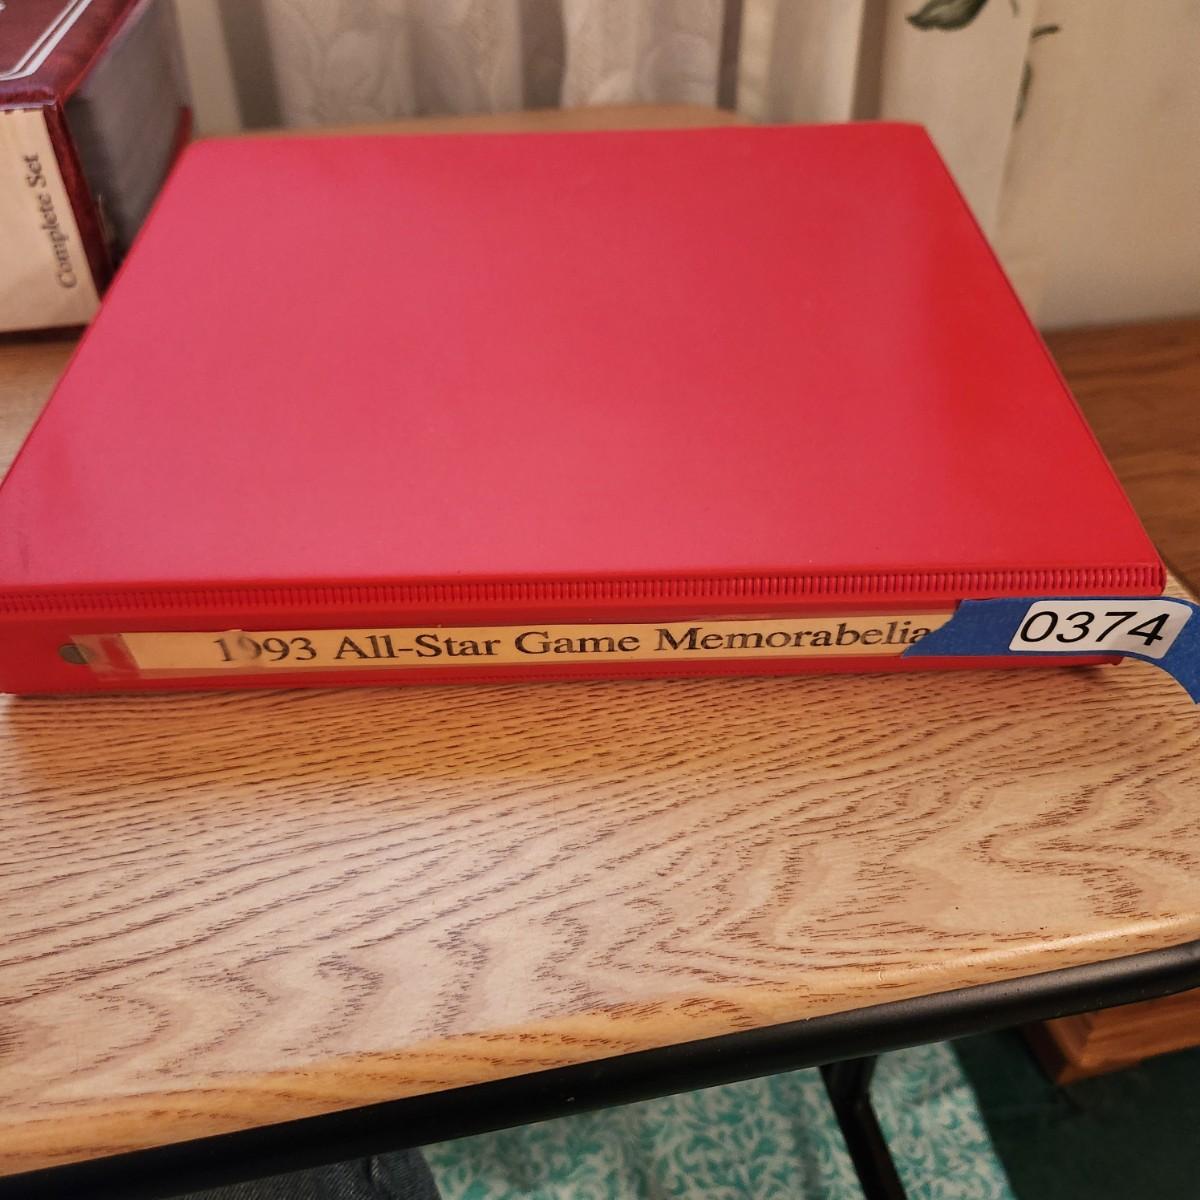 Complete Set
1993 All-Star Game Memorabelia
0374